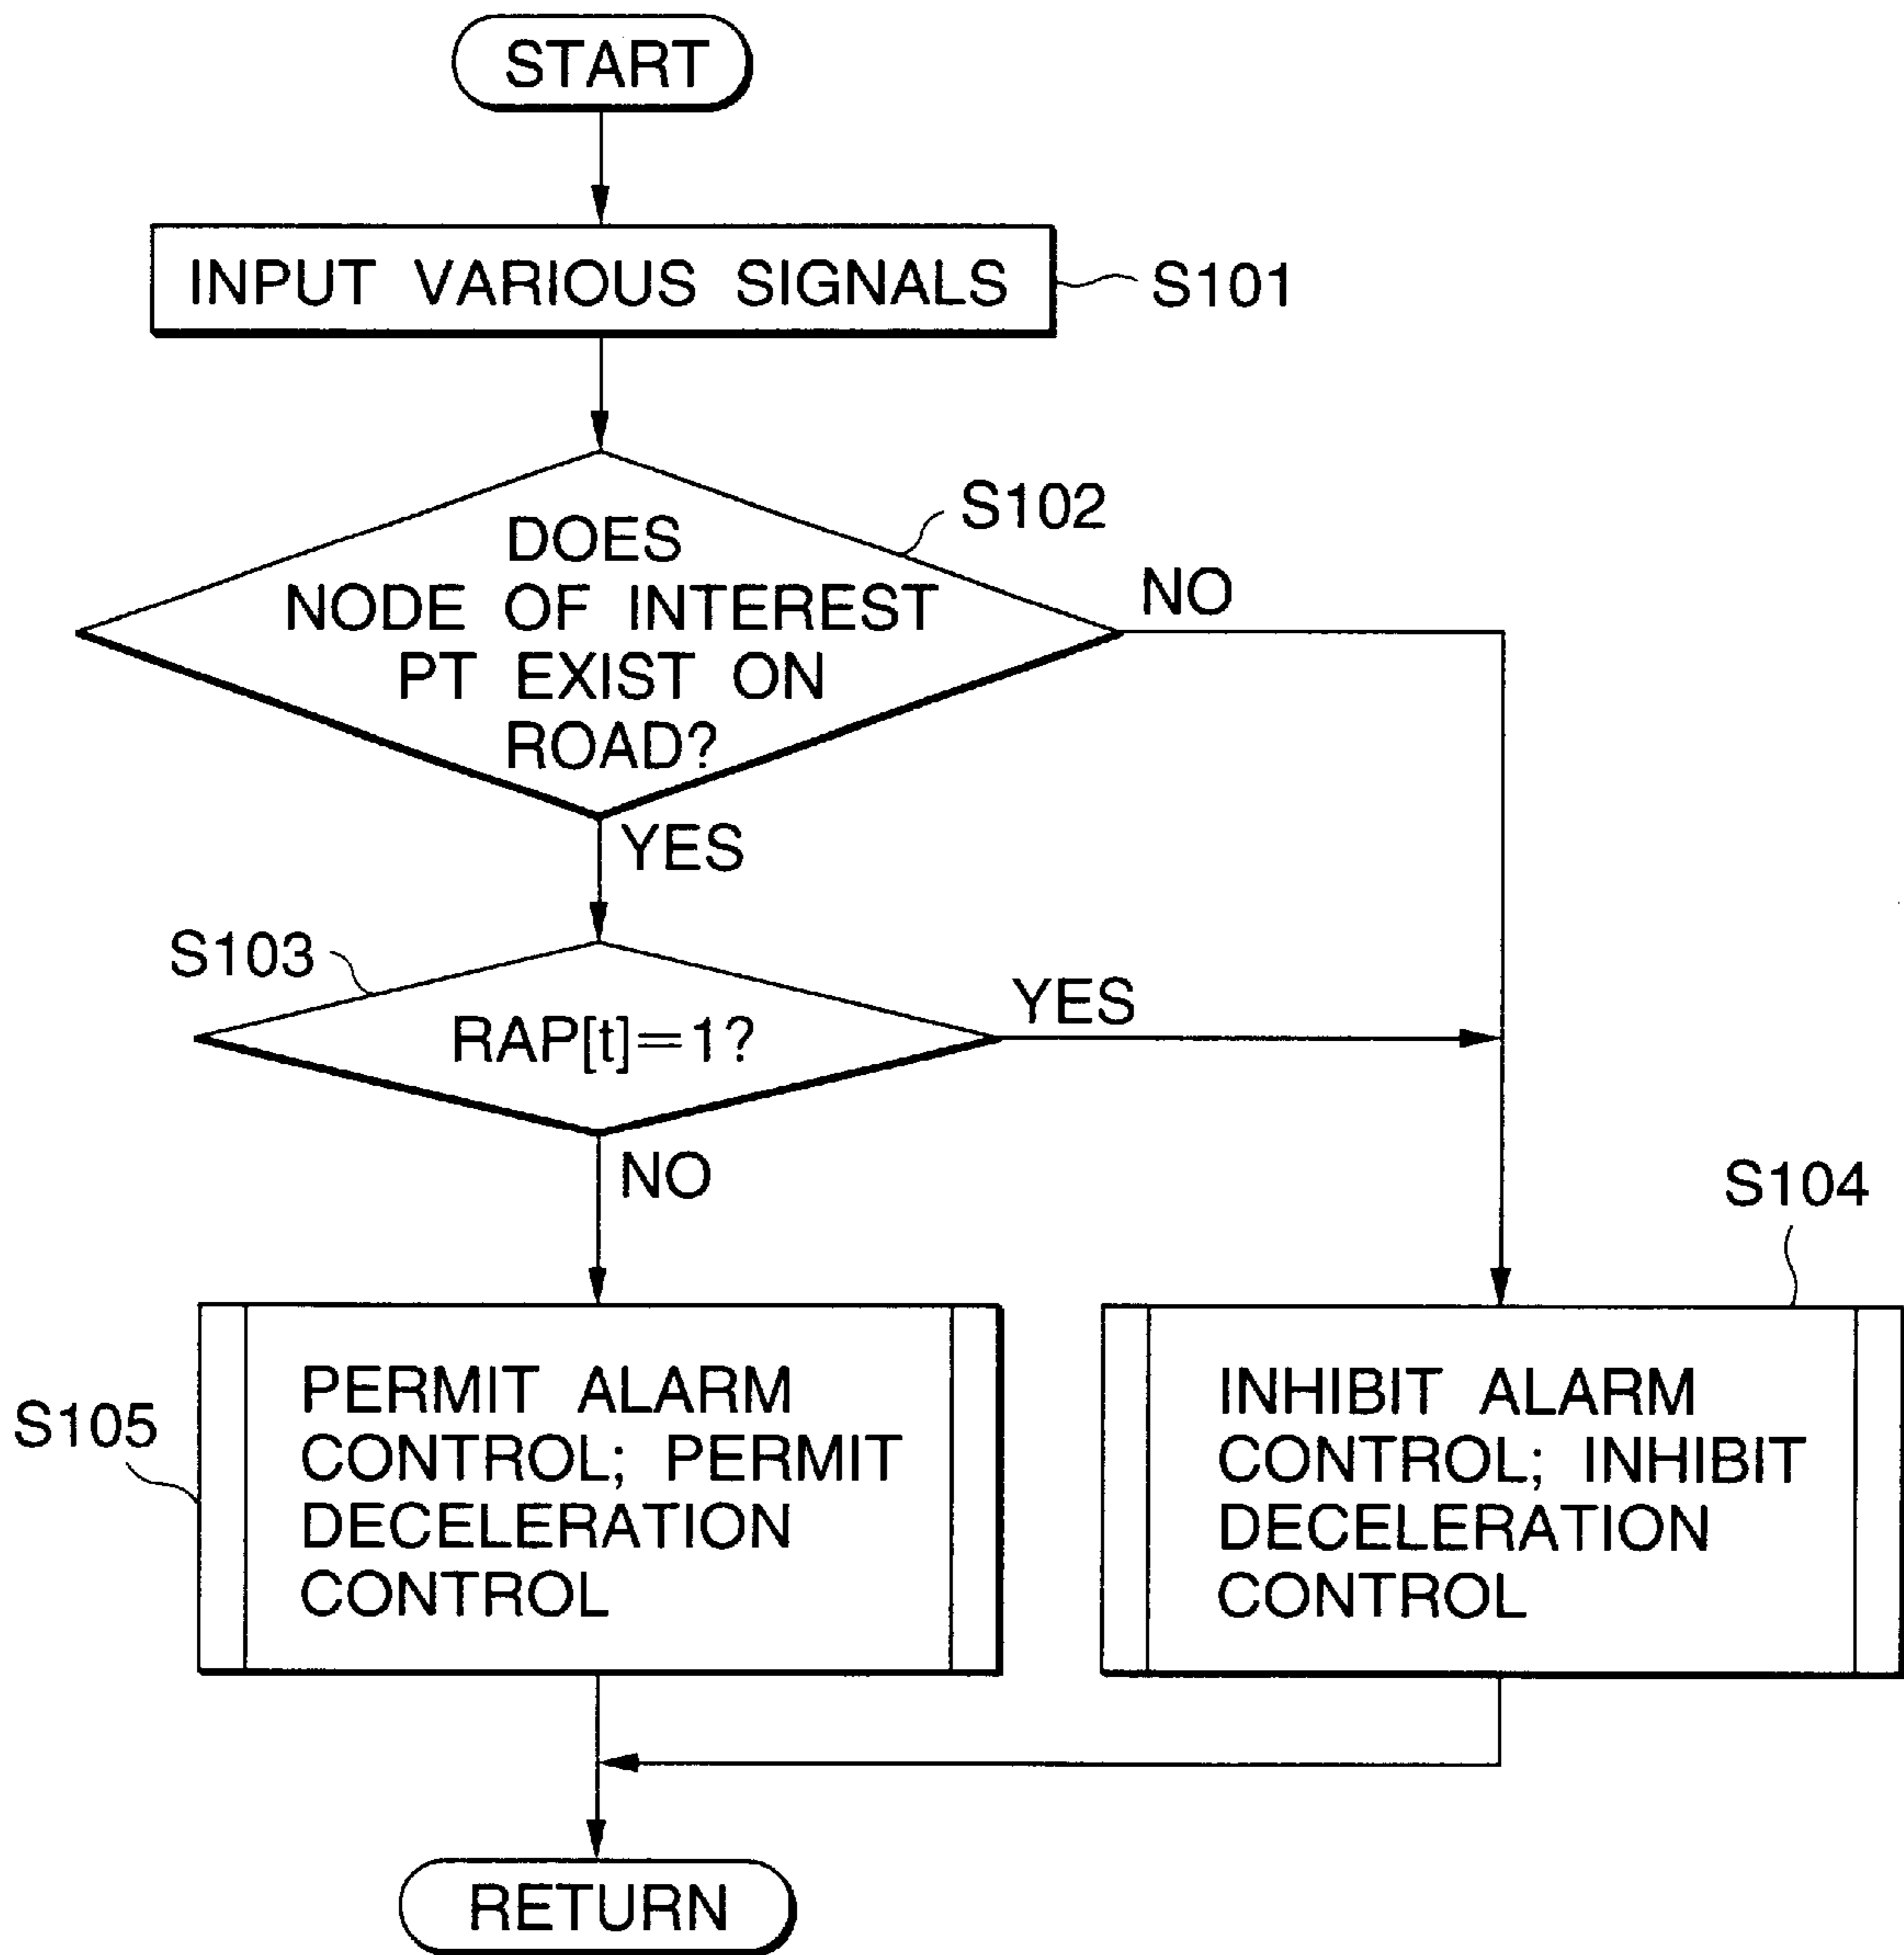 START
INPUT VARIOUS SIGNALS
S101
S102
DOES
NODE OF INTEREST
PT EXIST ON
ROAD?
NO
YES
S103
RAP[t]=1?
YES
NO
S104
S105
PERMIT ALARM
CONTROL; PERMIT
DECELERATION
CONTROL
INHIBIT ALARM
CONTROL; INHIBIT
DECELERATION
CONTROL
RETURN